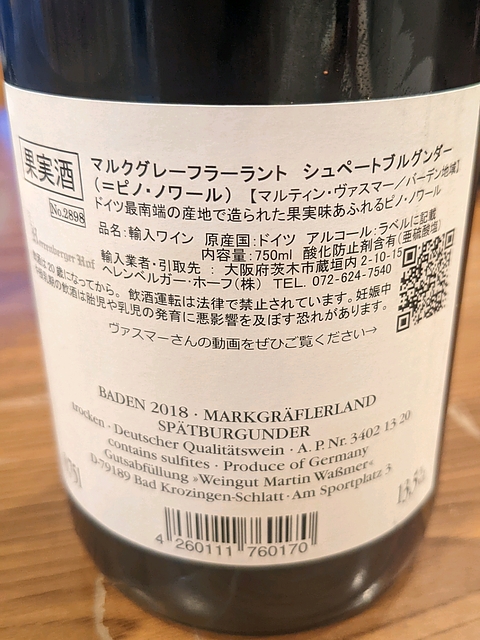 果実酒
No.2898
マルクグレーフラーラント シュペートブルグンダー
(=ピノ・ノワール) 【マルティン・ヴァスマー/バーデン地域】
ドイツ最南端の産地で造られた果実味あふれるピノ・ノワール
品名:輸入ワイン 原産国:ドイツ アルコール:ラベルに記載
内容量:750ml 酸化防止剤含有(亜硫酸塩)
輸入業者・引取先 : 大阪府茨木市蔵垣内 2-10-15
ヘレンベルガー・ホーフ(株) TEL. 072-624-7540
は20歳になってから。飲酒運転は法律で禁止されています。妊娠中
乳期の飲酒は胎児や乳児の発育に悪影響を及ぼす恐れがあります。
ヴァスマーさんの動画をぜひご覧ください→
BADEN 2018 · MARKGRÄFLERLAND
SPÄTBURGUNDER
trocken · Deutscher Qualitätswein · A. P. Nr. 3402 13 20
contains sulfites · Produce of Germany
Gutsabfüllung »Weingut Martin Waßmer«
D-79189 Bad Krozingen-Schlatt · Am Sportplatz 3
4 260111 760170